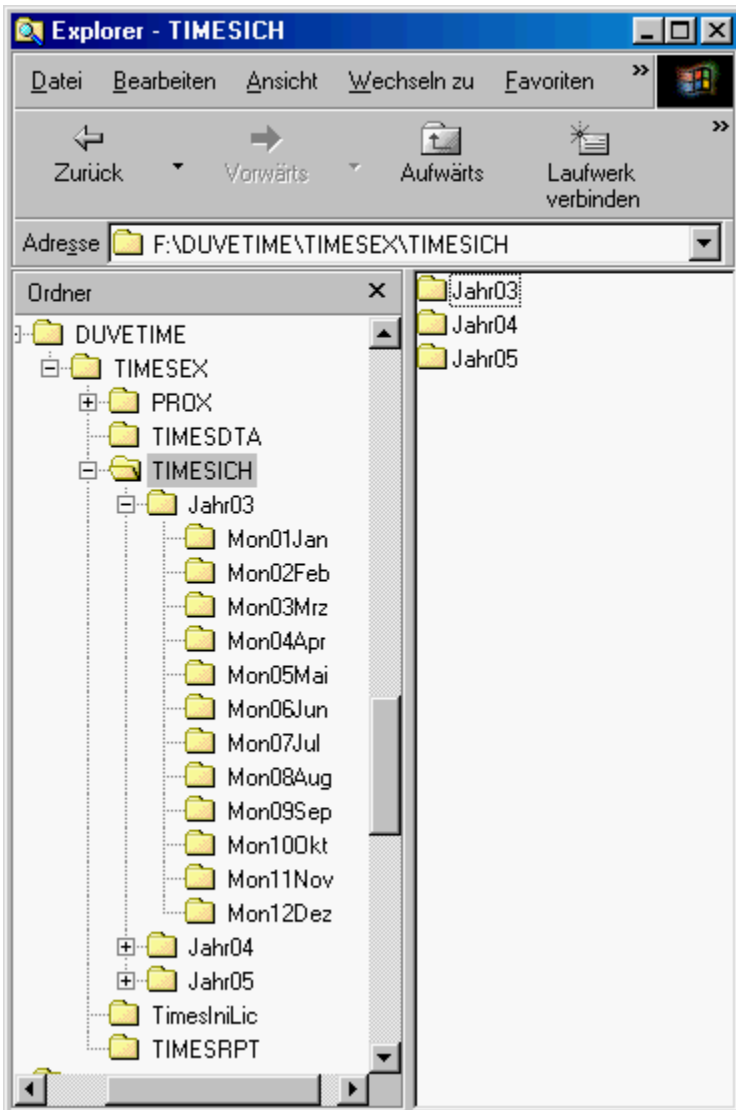 Explorer - TIMESICH
Datei Bearbeiten Ansicht Wechseln zu Favoriten »
Zurück Vorwärts Aufwärts Laufwerk verbinden »
Adresse F:\DUVETIME\TIMESEX\TIMESICH
Ordner
DUVETIME
TIMESEX
PROX
TIMESDTA
TIMESICH
Jahr03
Mon01Jan
Mon02Feb
Mon03Mrz
Mon04Apr
Mon05Mai
Mon06Jun
Mon07Jul
Mon08Aug
Mon09Sep
Mon10Okt
Mon11Nov
Mon12Dez
Jahr04
Jahr05
TimesIniLic
TIMESRPT
Jahr03
Jahr04
Jahr05